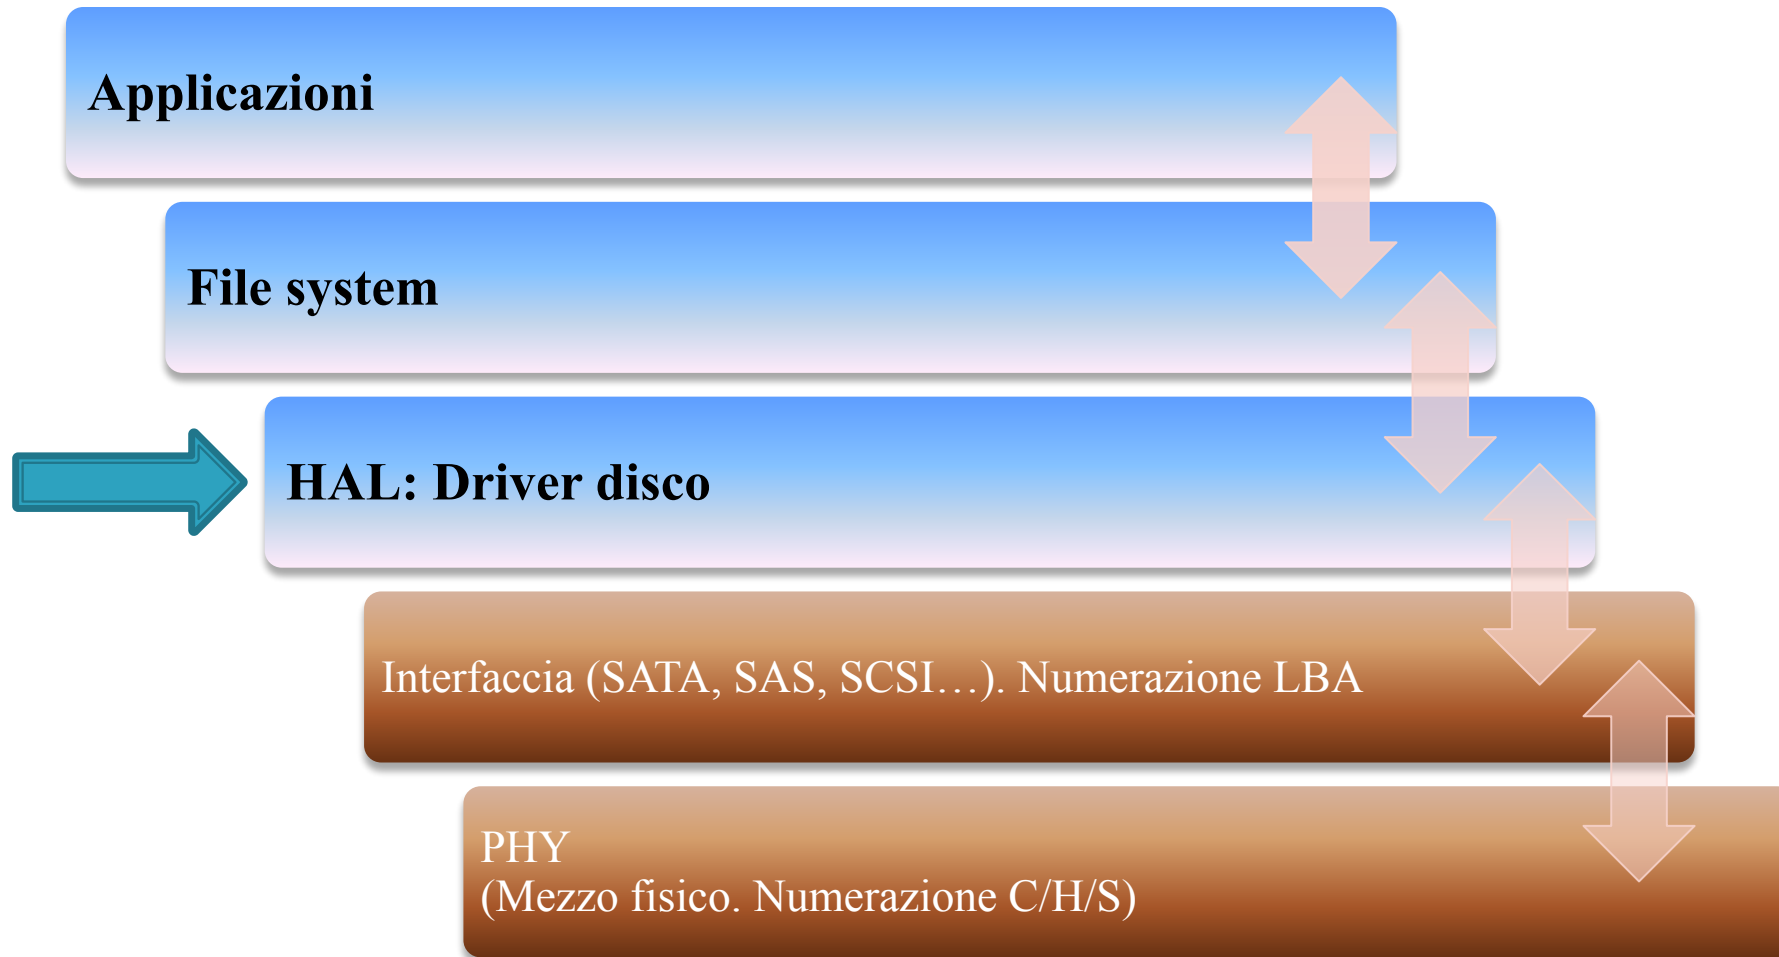 Applicazioni
File system
HAL: Driver disco
Interfaccia (SATA, SAS, SCSI…). Numerazione LBA
PHY
(Mezzo fisico. Numerazione C/H/S)